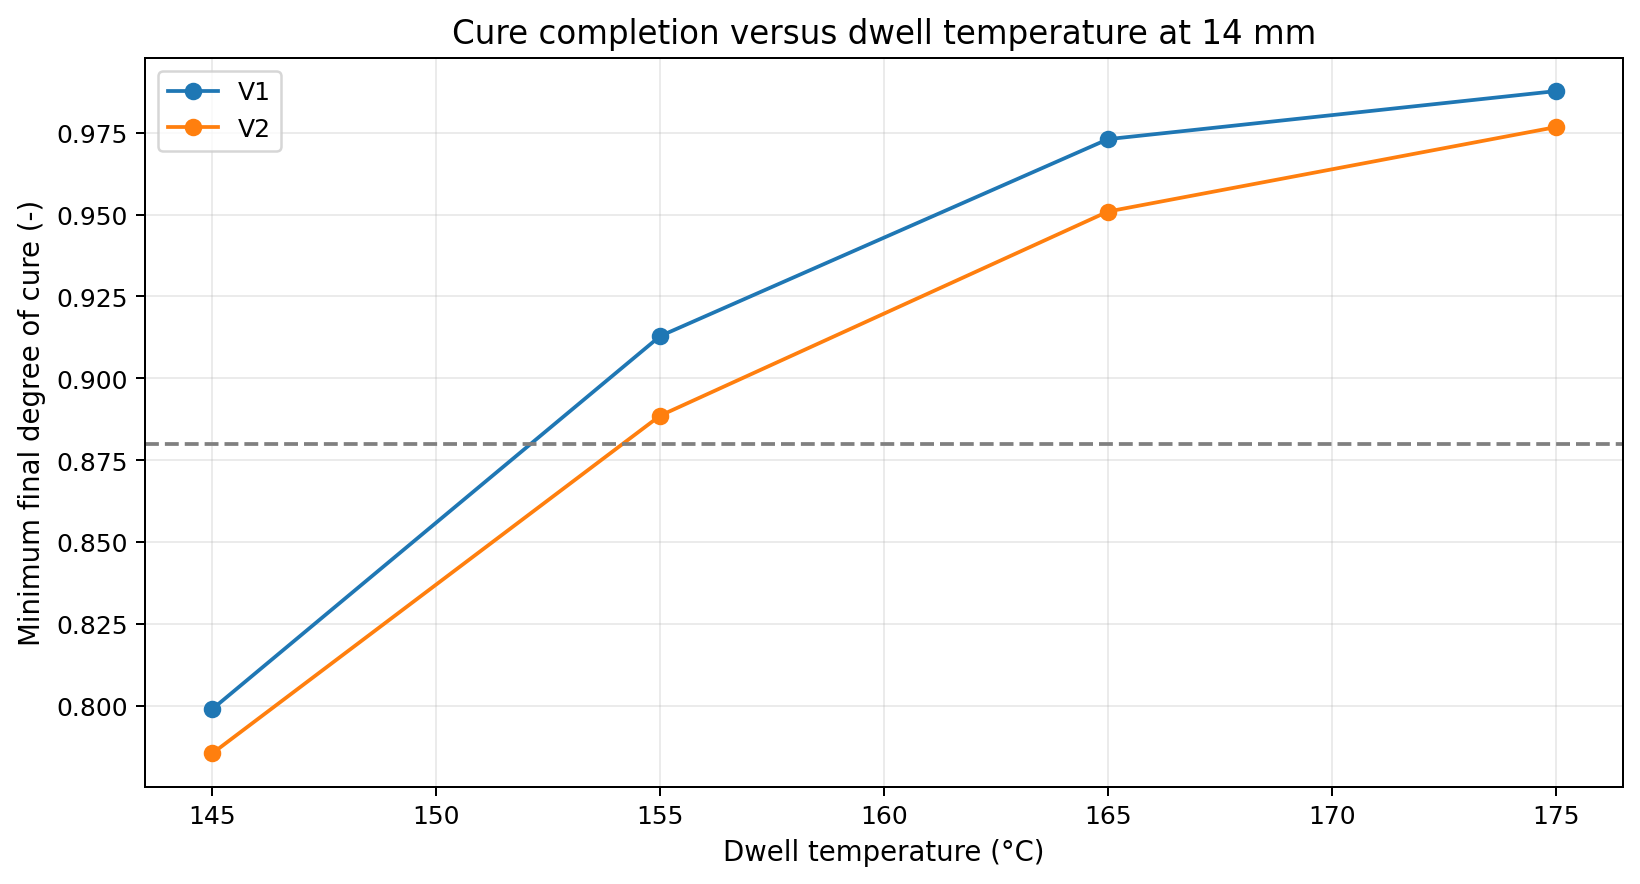 Cure completion versus dwell temperature at 14 mm
V1
V2
Minimum final degree of cure (-)
0.975
0.950
0.925
0.900
0.875
0.850
0.825
0.800
145 150 155 160 165 170 175
Dwell temperature (°C)